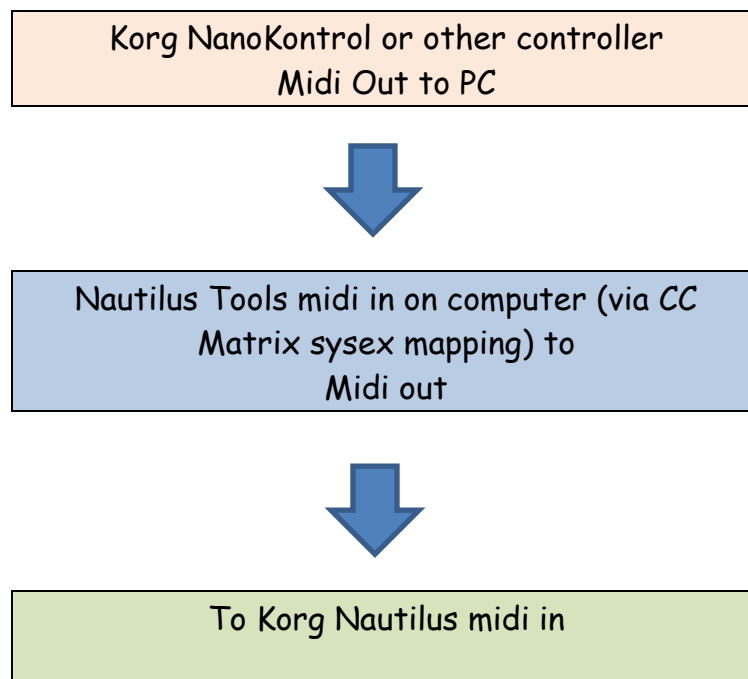 Korg NanoKontrol or other controller
Midi Out to PC
Nautilus Tools midi in on computer (via CC
Matrix sysex mapping) to
Midi out
To Korg Nautilus midi in